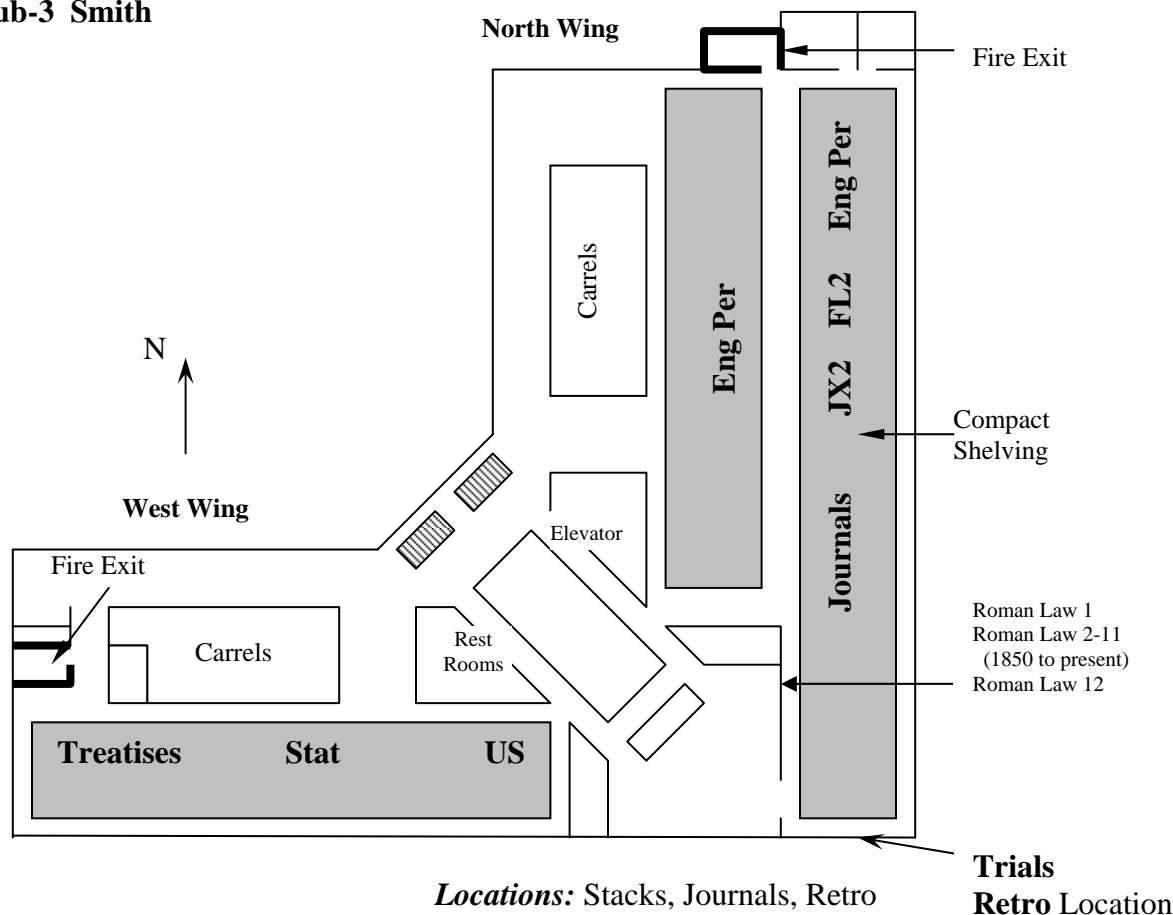 ub-3 Smith
North Wing
Fire Exit
Eng Per
Carrels
Eng Per
FL2
JX2
N
Compact
Shelving
West Wing
Journals
Elevator
Fire Exit
Roman Law 1
Roman Law 2-11
(1850 to present)
Roman Law 12
Rest
Rooms
Carrels
Treatises Stat US
Trials
Retro Location
Locations: Stacks, Journals, Retro